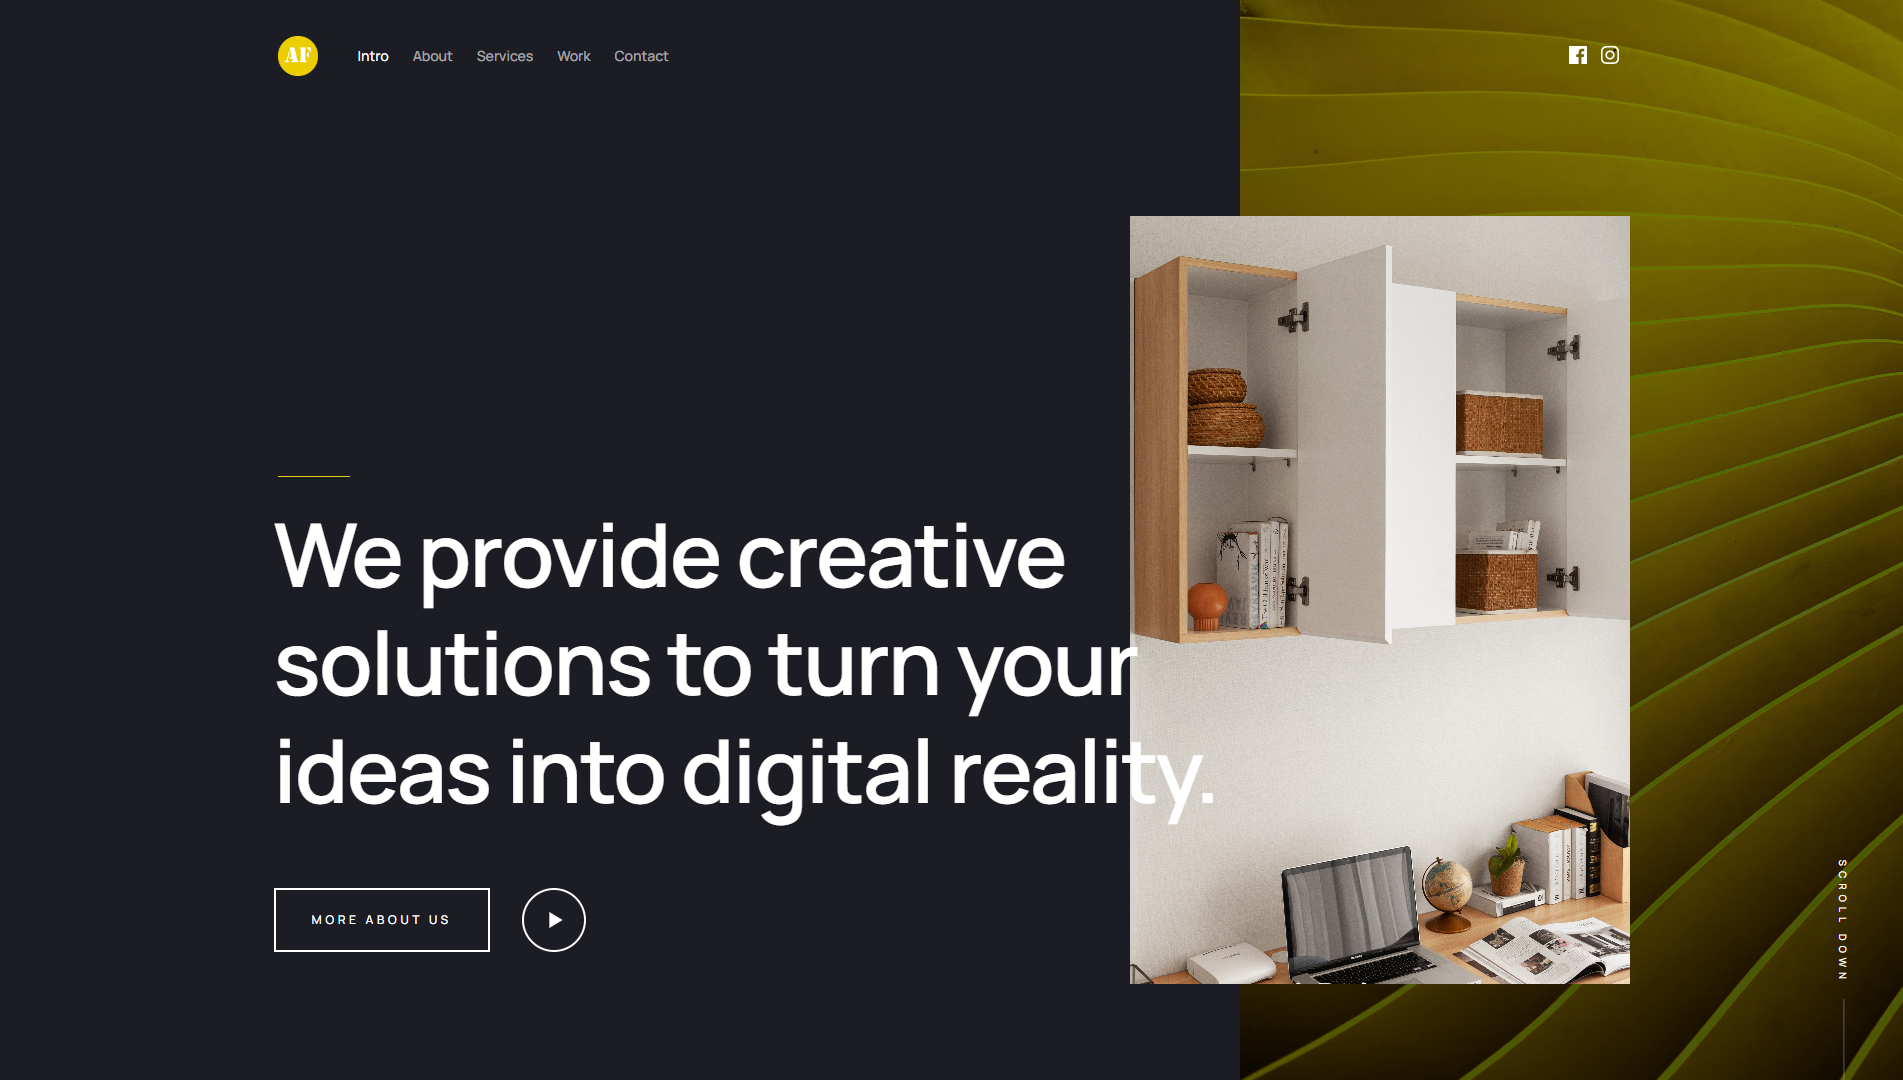 AF
Intro
About
Services
Work
Contact
We provide creative
solutions to turn your
ideas into digital reality.
MORE ABOUT US
SCROLL DOWN